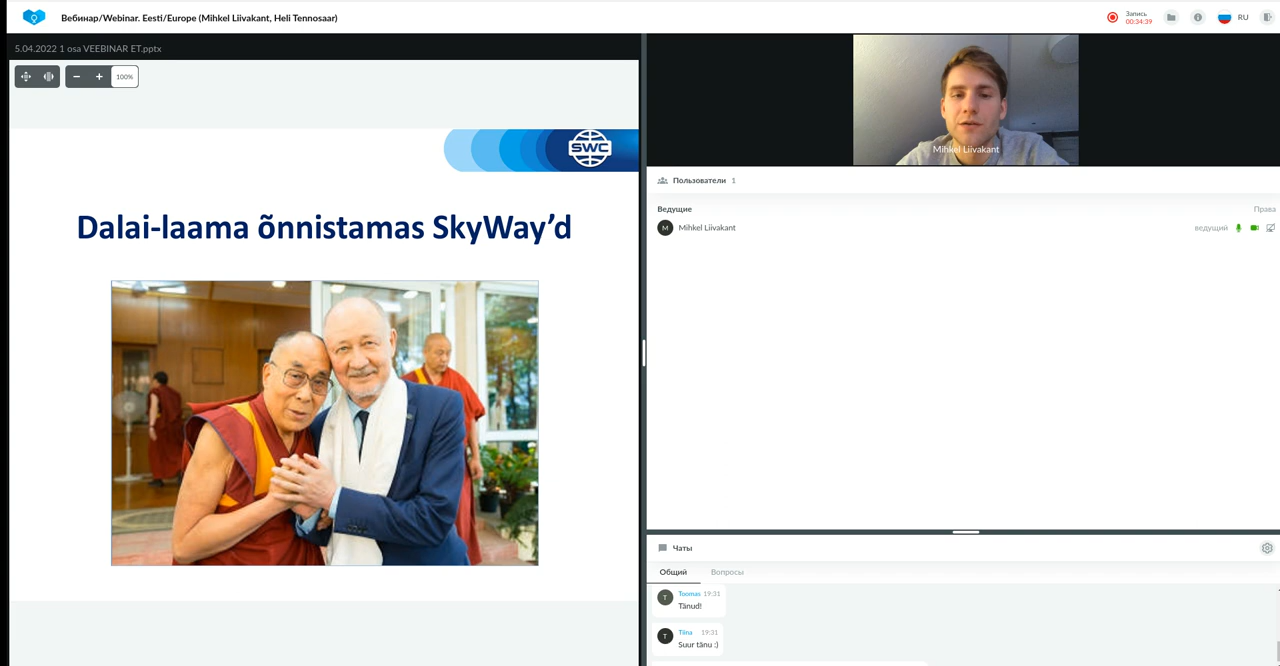 Вебинар/Webinar. Eesti/Europe (Mihkel Liivakant, Heli Tennosaar)
Запись
00:34:39
RU
5.04.2022 1 osa VEEBINAR ET.pptx
100%
SWC
Dalai-laama õnnistamas SkyWay’d
Mihkel Liivakant
Пользователи 1
Ведущие
Права
M
Mihkel Liivakant
ведущий
Чаты
Общий
Вопросы
T
Toomas 19:31
Tänud!
T
Tiina 19:31
Suur tänu :)